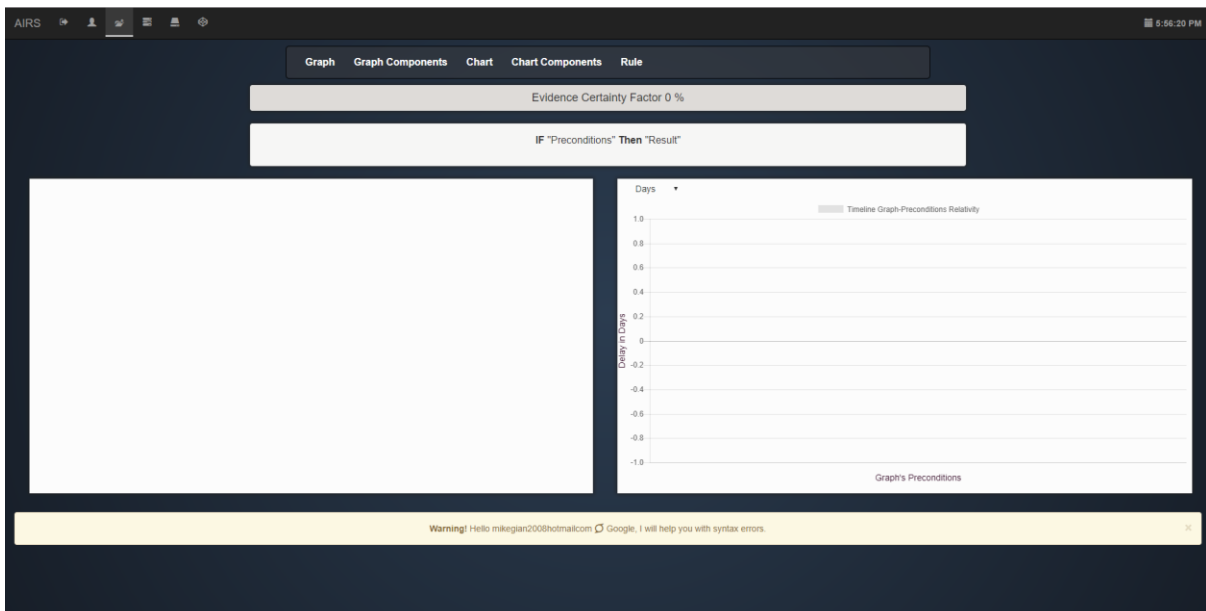 AIRS
5:56:20 PM
Graph Graph Components Chart Chart Components Rule
Evidence Certainty Factor 0 %
IF "Preconditions" Then "Result"
Days
Timeline Graph-Preconditions Relativity
1.0
0.8
0.6
0.4
0.2
0
-0.2
-0.4
-0.6
-0.8
-1.0
Delay in Days
Graph's Preconditions
Warning! Hello mikegian2008hotmailcom Google, I will help you with syntax errors.
×